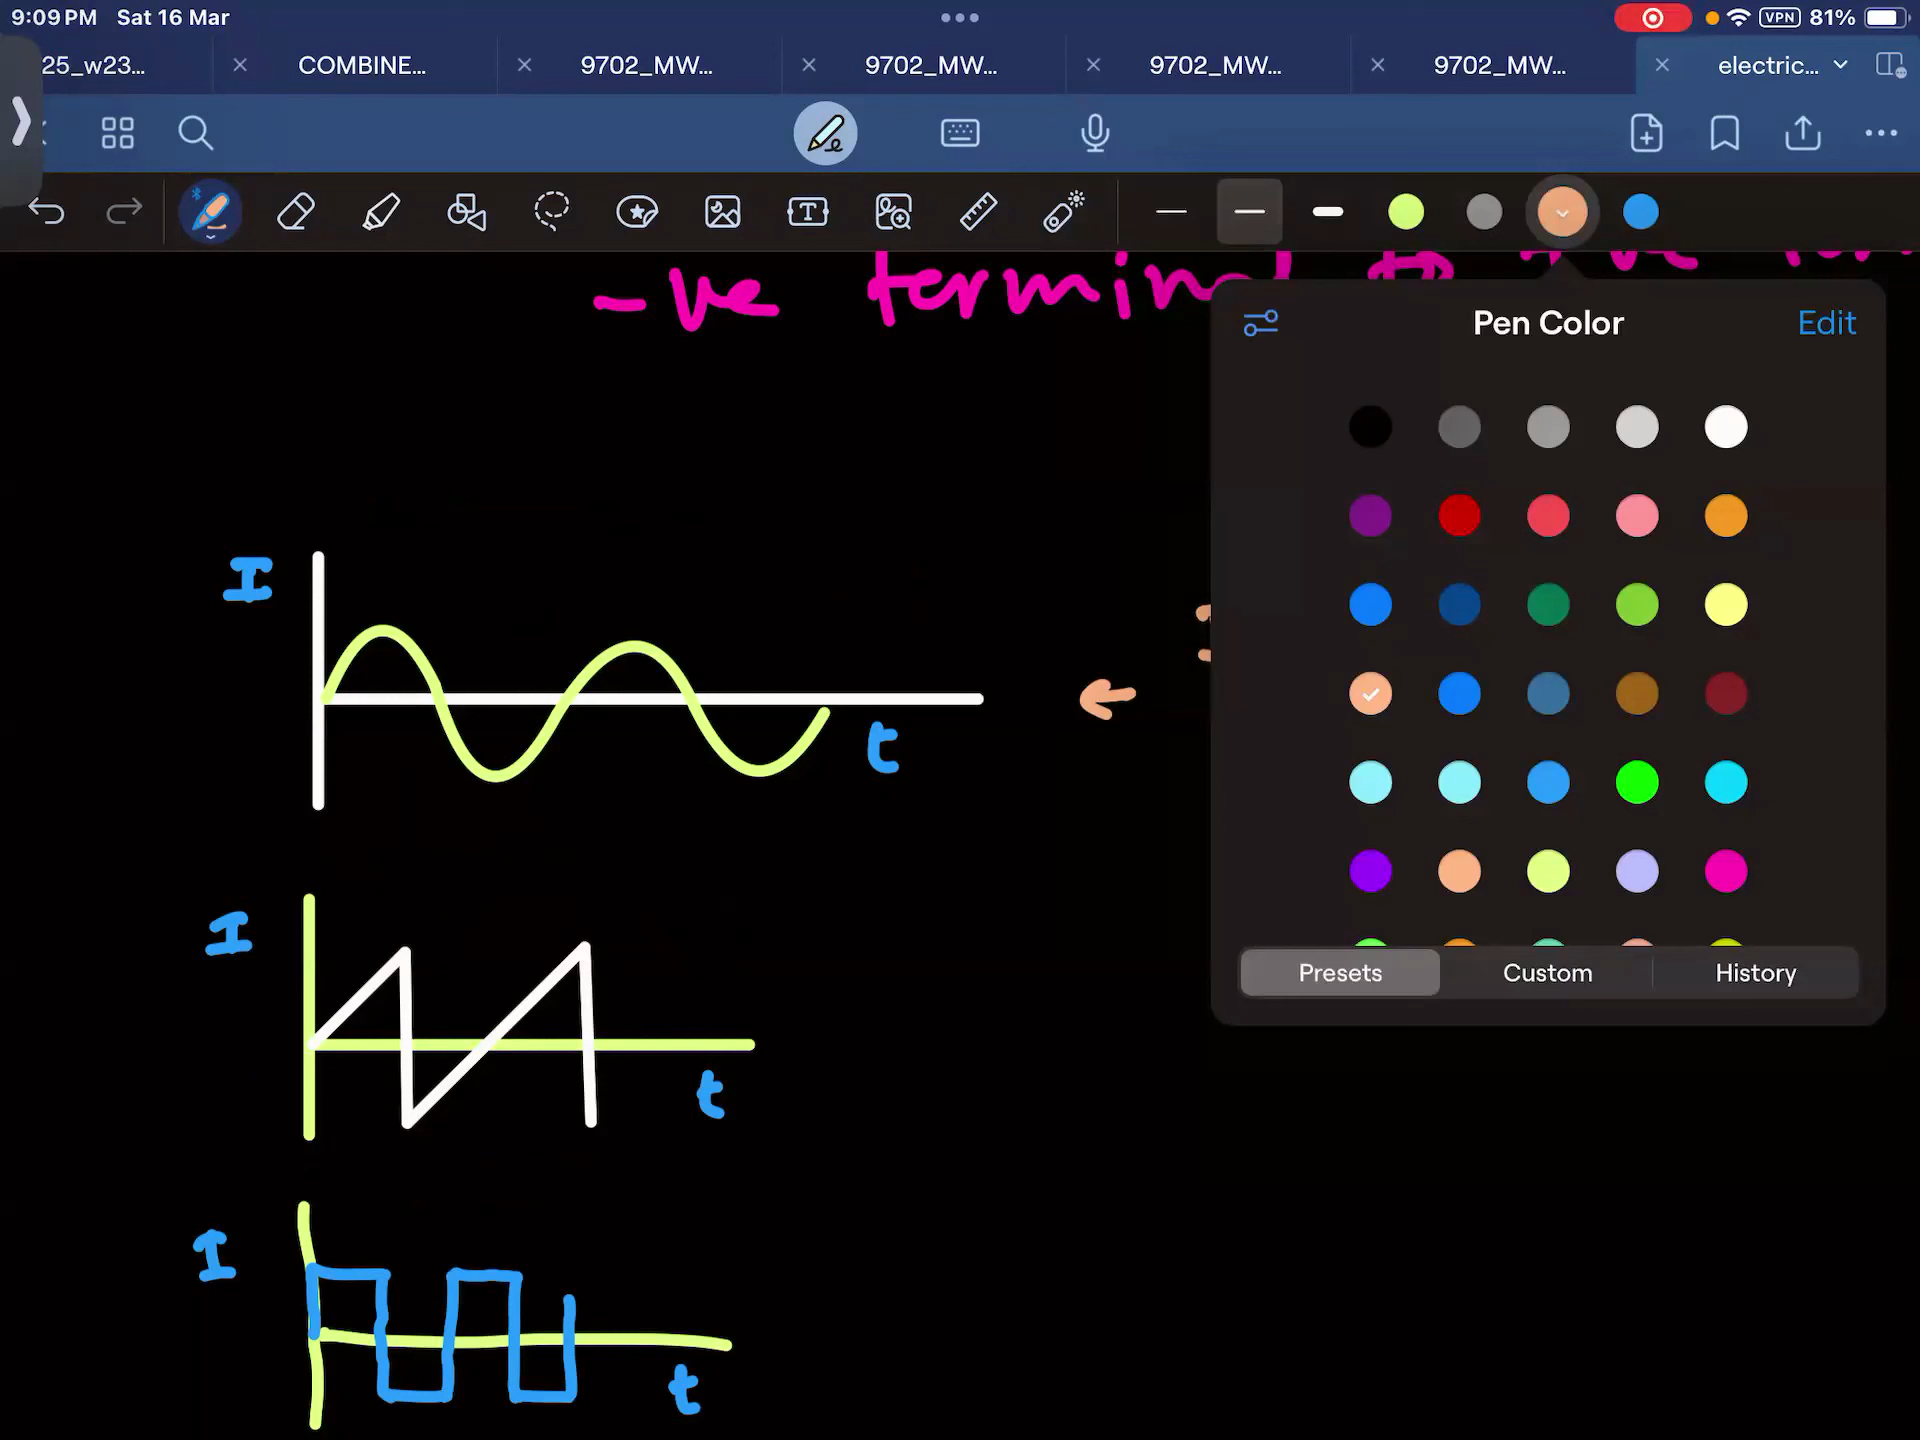 9:09 PM Sat 16 Mar
VPN 81%
25_w23... COMBINE... 9702_MW... 9702_MW... 9702_MW... 9702_MW... electric...
-ve
Pen Color Edit
I
t
I
t
I
t
Presets Custom History